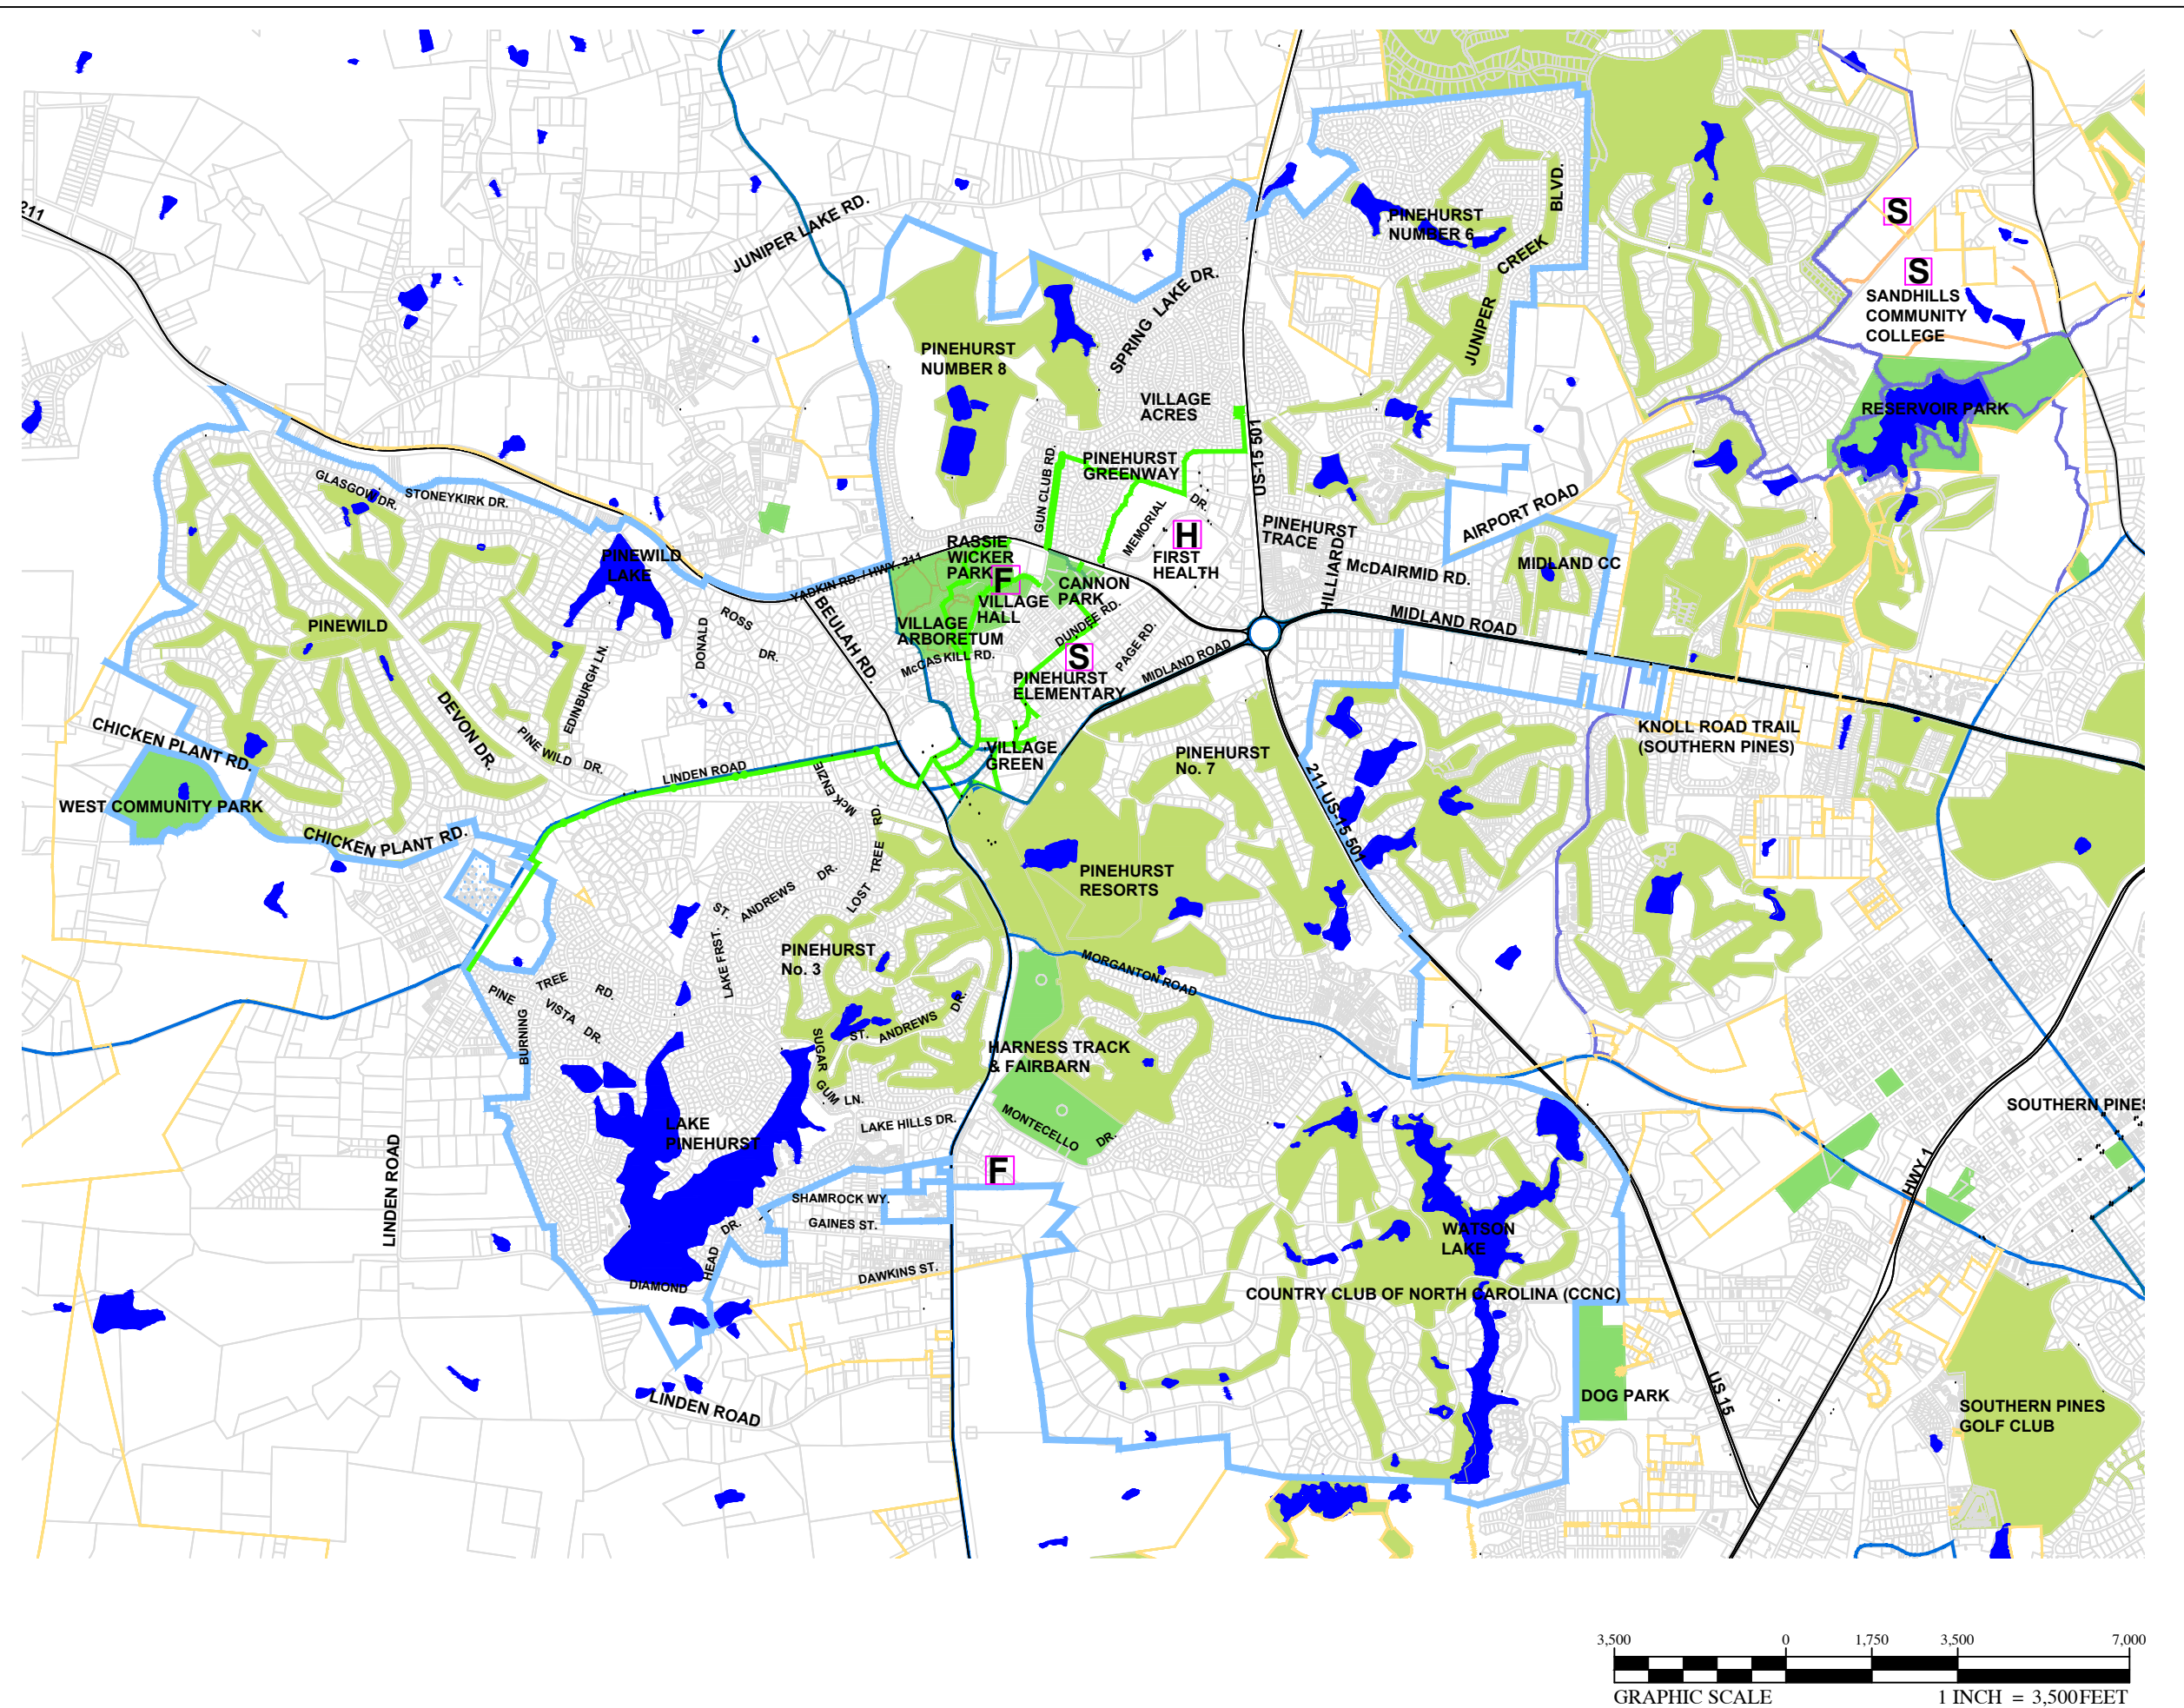 211
JUNIPER LAKE RD.
PINEHURST
NUMBER 8
SPRING LAKE DR.
VILLAGE
ACRES
PINEHURST
NUMBER 6
JUNIPER
CREEK
BLVD.
S
S
SANDHILLS
COMMUNITY
COLLEGE
RESERVOIR PARK
GLASGOW DR.
STONEYKIRK DR.
PINEWILD
LAKE
PINEWILD
GUN CLUB RD.
PINEHURST
GREENWAY
MEMORIAL
DR.
H
FIRST
HEALTH
US-15 501
PINEHURST
TRACE
HILLIARD
McDAIRMID RD.
AIRPORT ROAD
MIDLAND CC
MIDLAND ROAD
YADKIN RD. / HWY. 211
RASSIE
WICKER
PARK
F
VILLAGE
HALL
CANNON
PARK
VILLAGE
ARBORETUM
DUNDEE RD.
McCASKILL RD.
S
PINEHURST
ELEMENTARY
PAGE RD.
MIDLAND ROAD
BEULAH RD.
DONALD
ROSS
DR.
EDINBURGH LN.
DEVON DR.
PINE WILD DR.
LINDEN ROAD
VILLAGE
GREEN
PINEHURST
No. 7
211 US-15 501
KNOLL ROAD TRAIL
(SOUTHERN PINES)
CHICKEN PLANT RD.
WEST COMMUNITY PARK
CHICKEN PLANT RD.
McKENZIE
RD.
TREE
LOST
ST. ANDREWS DR.
LAKE FRST.
PINEHURST
No. 3
PINEHURST
RESORTS
MORGANTON ROAD
PINE
VISTA
DR.
BURNING
TREE
RD.
SUGAR
GUM
LN.
ST. ANDREWS
DR.
HARNESS TRACK
& FAIRBARN
MONTECELLO
DR.
LAKE
PINEHURST
LAKE HILLS DR.
F
SHAMROCK WY.
GAINES ST.
DAWKINS ST.
DIAMOND
HEAD
DR.
LINDEN ROAD
LINDEN ROAD
WATSON
LAKE
COUNTRY CLUB OF NORTH CAROLINA (CCNC)
DOG PARK
US 15
HWY 1
SOUTHERN PINES
SOUTHERN PINES
GOLF CLUB
3,500 0 1,750 3,500 7,000
GRAPHIC SCALE 1 INCH = 3,500FEET